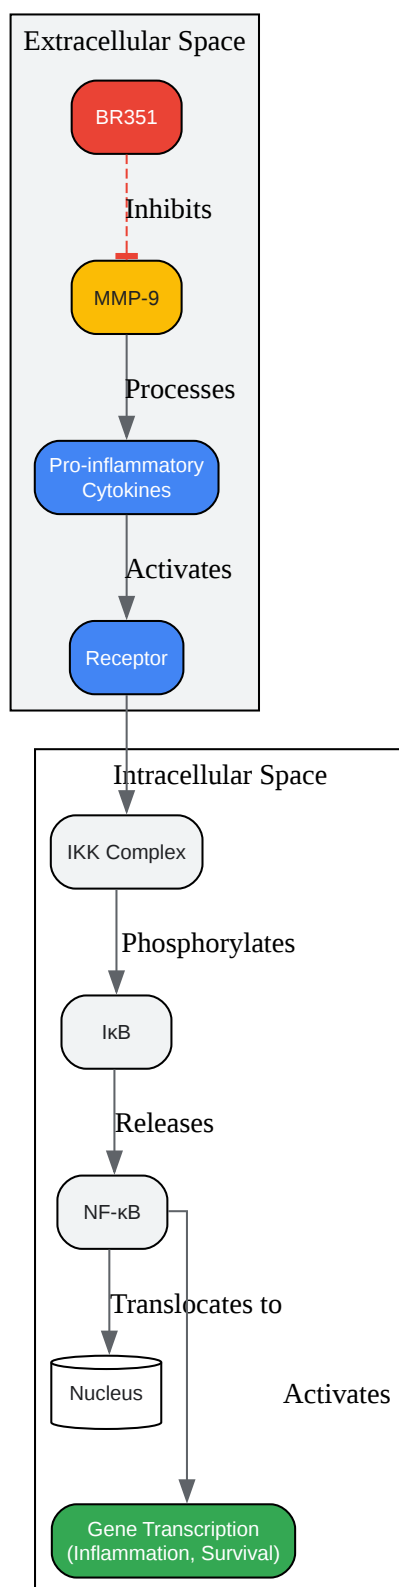 Extracellular Space
BR351
Inhibits
MMP-9
Processes
Pro-inflammatory
Cytokines
Activates
Receptor
Intracellular Space
IKK Complex
Phosphorylates
IκB
Releases
NF-κB
Translocates to
Nucleus
Activates
Gene Transcription
(Inflammation, Survival)